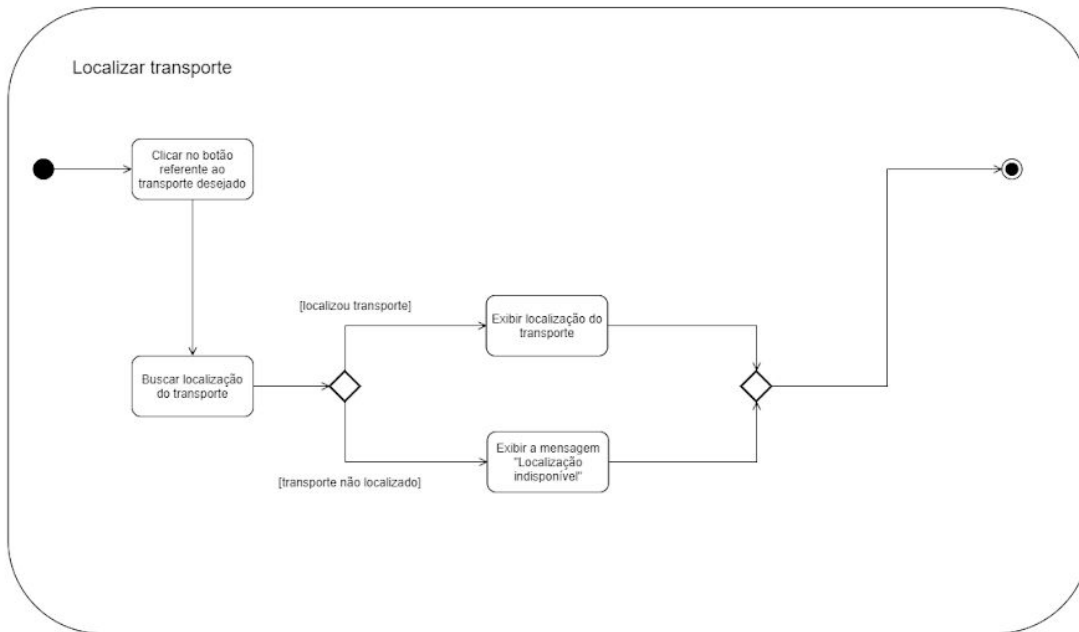 Localizar transporte
Clicar no botão
referente ao
transporte desejado
[localizou transporte]
Exibir localização do
transporte
Buscar localização
do transporte
Exibir a mensagem
"Localização
indisponível"
[transporte não localizado]